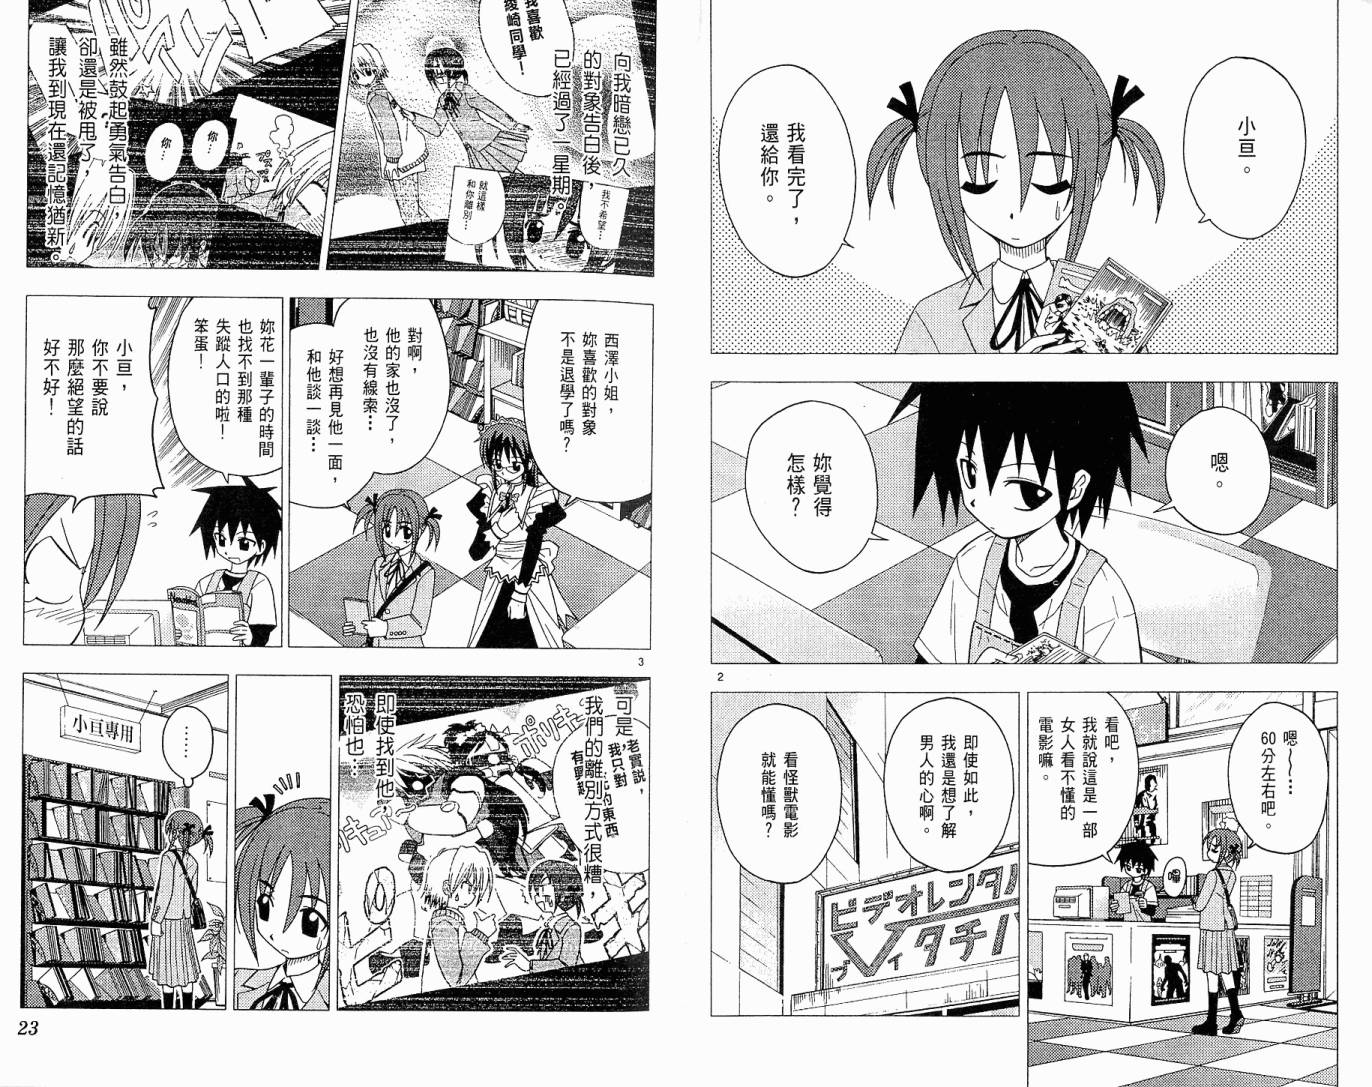 小亘。
我看完了，
還給你。
嗯。
妳覺得
怎樣？
2
嗯～…
60分左右吧。
看吧，
我就說這是一部
女人看不懂的
電影嘛。
嗯
即使如此，
我還是想了解
男人的心啊。
看怪獸電影
就能懂嗎？
ビデオレンタル
Vタチバ
ブイ
我喜歡
綾崎同學！
向我暗戀已久
的對象告白後，
已經過了一星期。
我不希望…
就這樣
和你離別…
雖然鼓起勇氣告白，
卻還是被甩了，
讓我到現在還記憶猶新。
你…
你…
西澤小姐，
妳喜歡的對象
不是退學了嗎？
對啊，
他的家也沒了，
也沒有線索…
好想再見他一面，
和他談一談…
妳花一輩子的時間
也找不到那種
失蹤人口的啦！
笨蛋！
小亘，
你不要說
那麼絕望的話
好不好！
3
可是，
我們的離別方式很糟，
即使找到他，
恐怕也…
老實說，
我只對
小亘專用
……
23